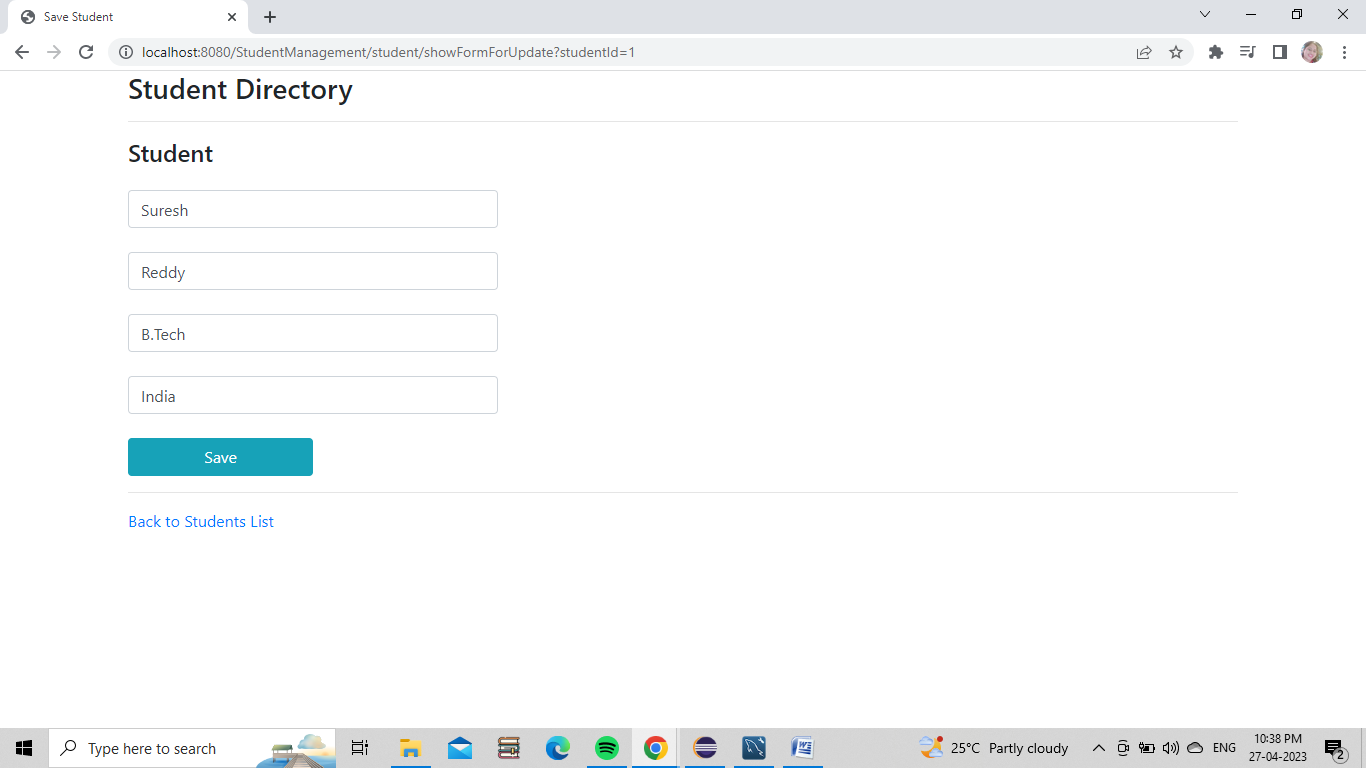 Save Student
localhost:8080/StudentManagement/student/showFormForUpdate?studentId=1
Student Directory
Student
Suresh
Reddy
B.Tech
India
Save
Back to Students List
Type here to search
25°C Partly cloudy
ENG
10:38 PM
27-04-2023
2